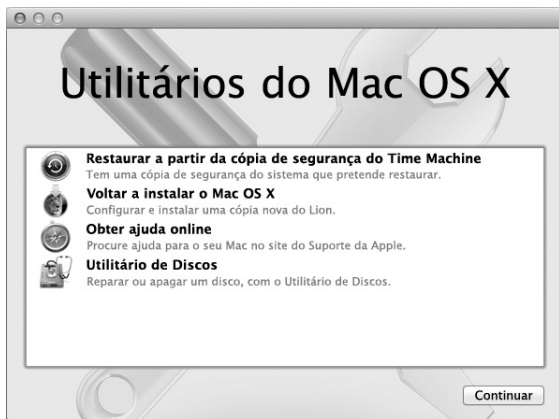 Utilitários do Mac OS X
Restaurar a partir da cópia de segurança do Time Machine
Tem uma cópia de segurança do sistema que pretende restaurar.
Voltar a instalar o Mac OS X
Configurar e instalar uma cópia nova do Lion.
Obter ajuda online
Procure ajuda para o seu Mac no site do Suporte da Apple.
Utilitário de Discos
Reparar ou apagar um disco, com o Utilitário de Discos.
Continuar